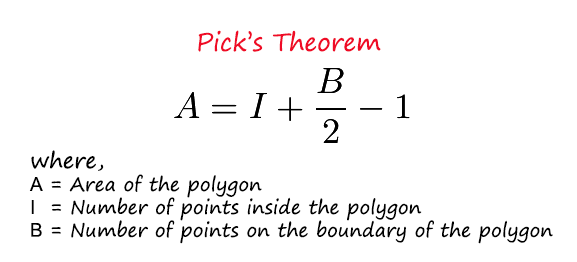 Pick's Theorem
A = I + B/2 − 1
where,
A = Area of the polygon
I = Number of points inside the polygon
B = Number of points on the boundary of the polygon